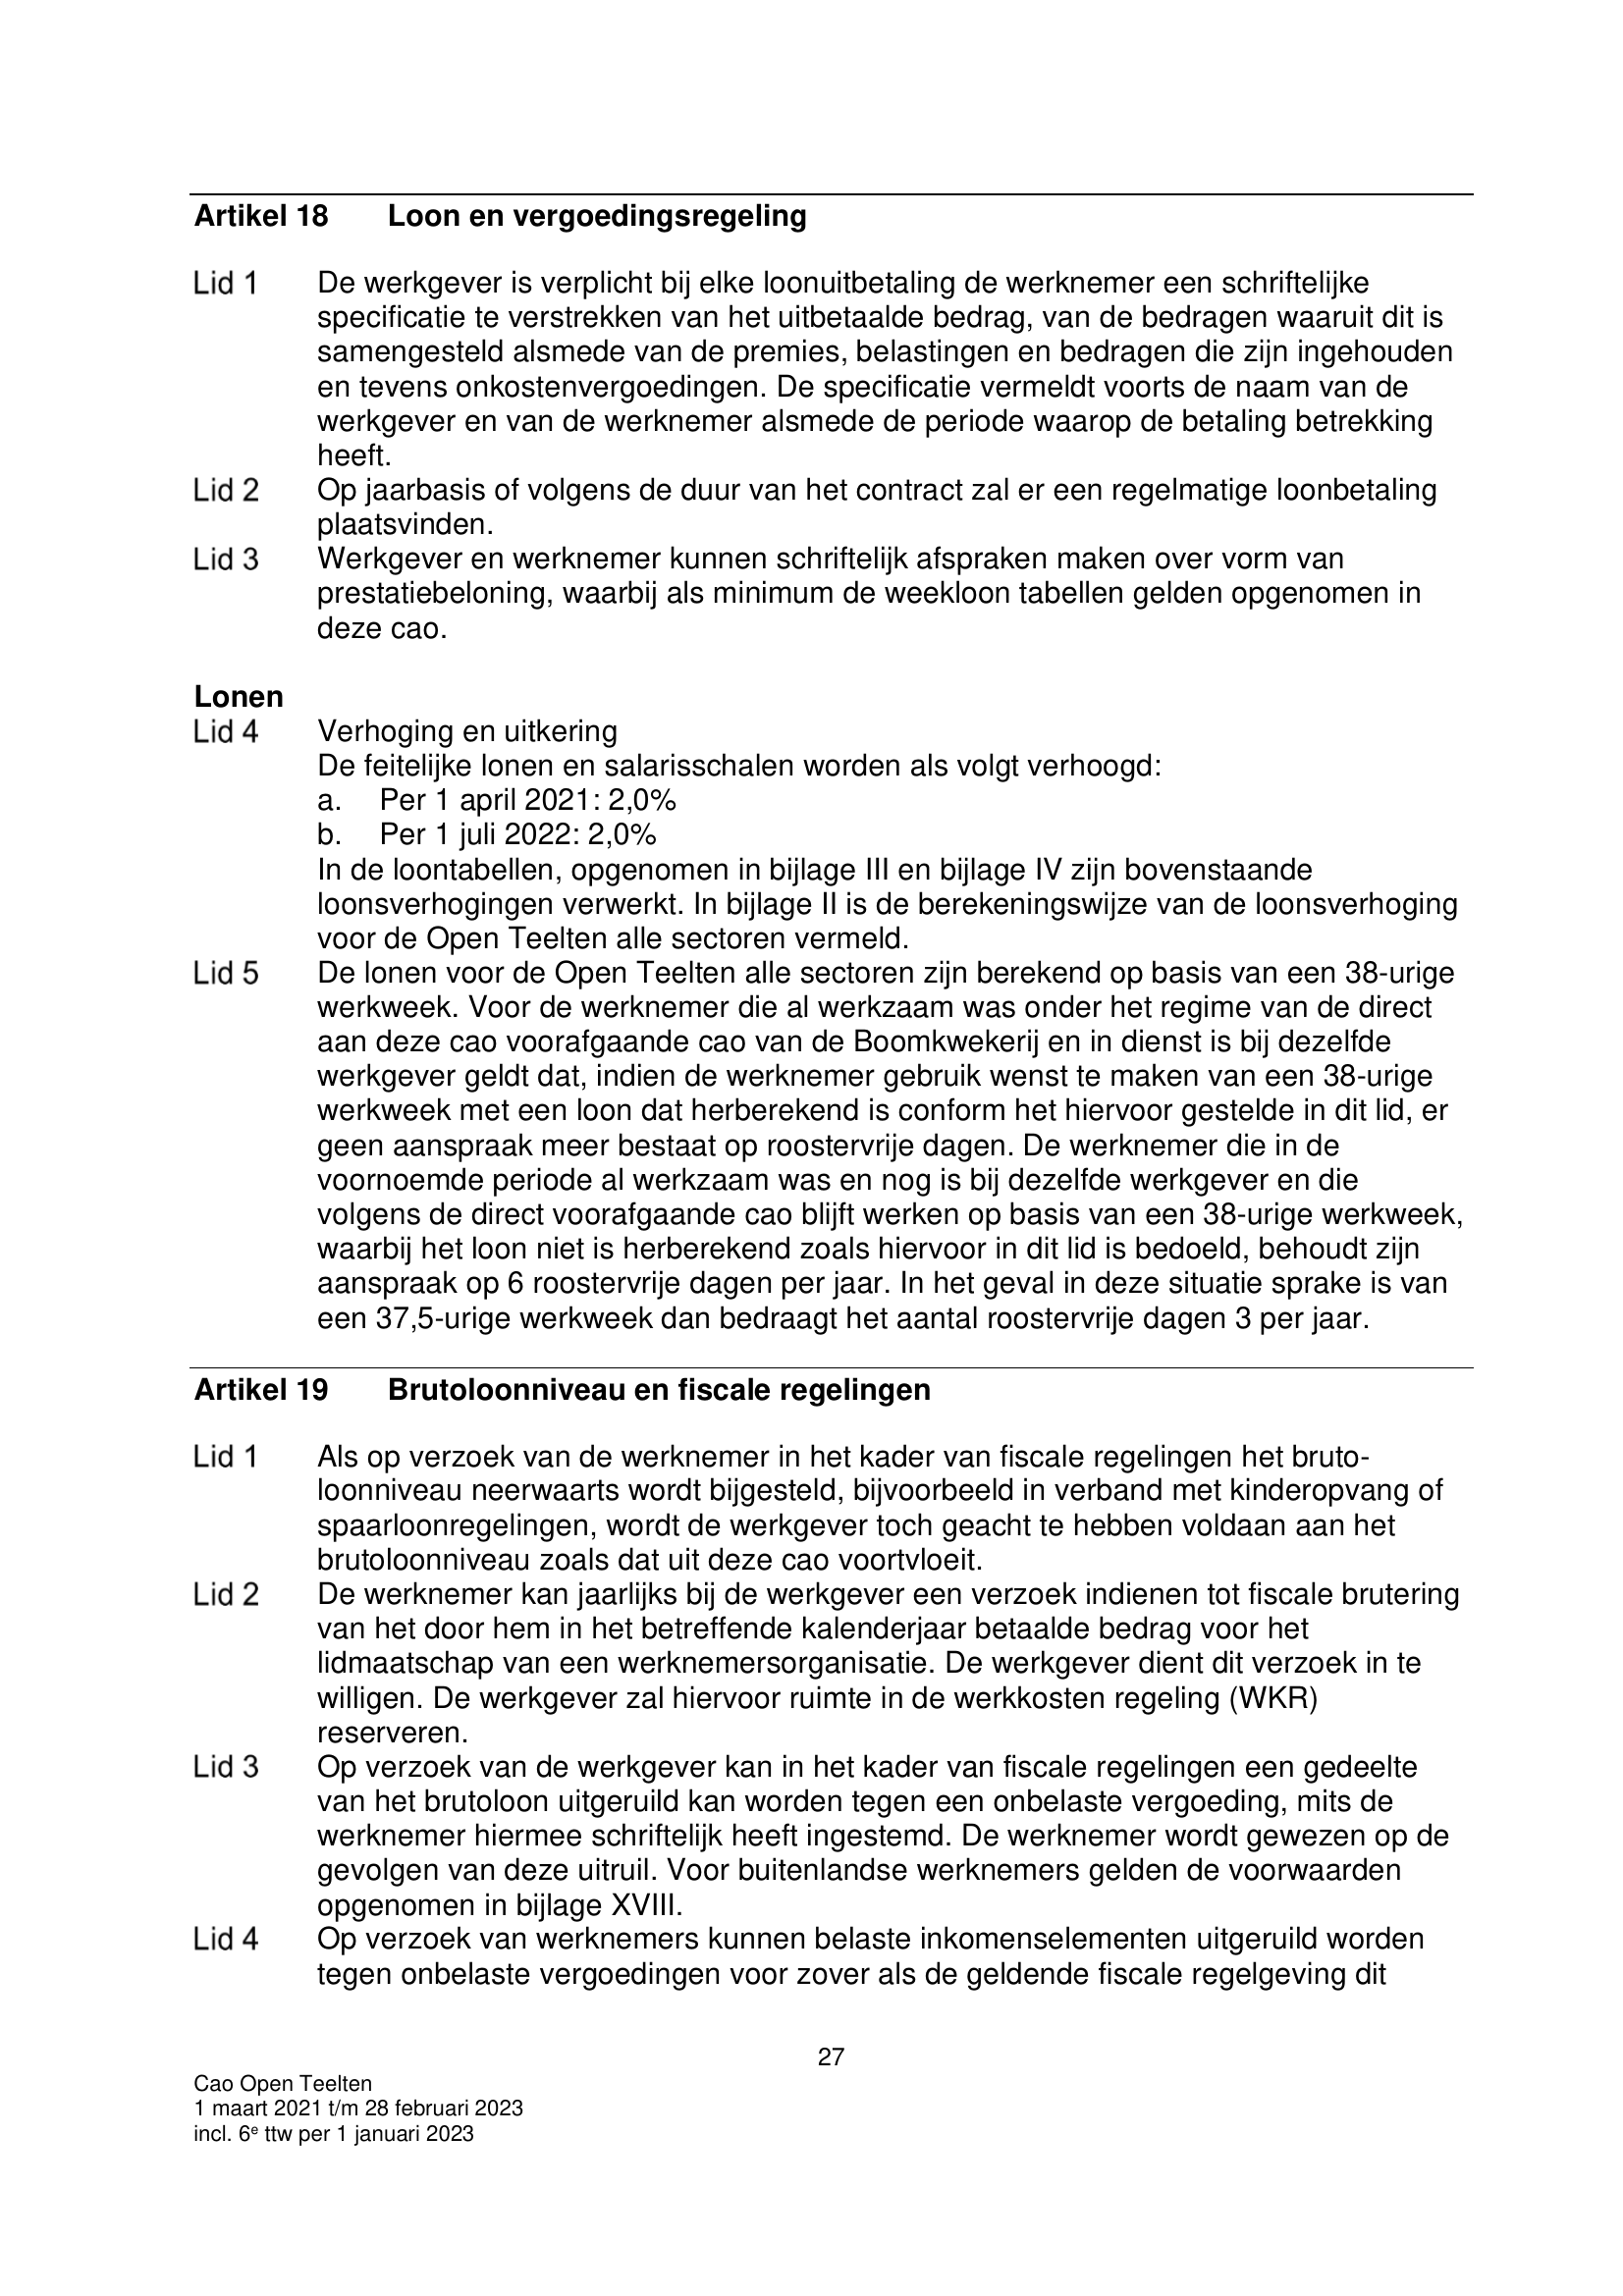 Artikel 18 Loon en vergoedingsregeling
Lid 1 De werkgever is verplicht bij elke loonuitbetaling de werknemer een schriftelijke
specificatie te verstrekken van het uitbetaalde bedrag, van de bedragen waaruit dit is
samengesteld alsmede van de premies, belastingen en bedragen die zijn ingehouden
en tevens onkostenvergoedingen. De specificatie vermeldt voorts de naam van de
werkgever en van de werknemer alsmede de periode waarop de betaling betrekking
heeft.
Lid 2 Op jaarbasis of volgens de duur van het contract zal er een regelmatige loonbetaling
plaatsvinden.
Lid 3 Werkgever en werknemer kunnen schriftelijk afspraken maken over vorm van
prestatiebeloning, waarbij als minimum de weekloon tabellen gelden opgenomen in
deze cao.
Lonen
Lid 4 Verhoging en uitkering
De feitelijke lonen en salarisschalen worden als volgt verhoogd:
a. Per 1 april 2021: 2,0%
b. Per 1 juli 2022: 2,0%
In de loontabellen, opgenomen in bijlage III en bijlage IV zijn bovenstaande
loonsverhogingen verwerkt. In bijlage II is de berekeningswijze van de loonsverhoging
voor de Open Teelten alle sectoren vermeld.
Lid 5 De lonen voor de Open Teelten alle sectoren zijn berekend op basis van een 38-urige
werkweek. Voor de werknemer die al werkzaam was onder het regime van de direct
aan deze cao voorafgaande cao van de Boomkwekerij en in dienst is bij dezelfde
werkgever geldt dat, indien de werknemer gebruik wenst te maken van een 38-urige
werkweek met een loon dat herberekend is conform het hiervoor gestelde in dit lid, er
geen aanspraak meer bestaat op roostervrije dagen. De werknemer die in de
voornoemde periode al werkzaam was en nog is bij dezelfde werkgever en die
volgens de direct voorafgaande cao blijft werken op basis van een 38-urige werkweek,
waarbij het loon niet is herberekend zoals hiervoor in dit lid is bedoeld, behoudt zijn
aanspraak op 6 roostervrije dagen per jaar. In het geval in deze situatie sprake is van
een 37,5-urige werkweek dan bedraagt het aantal roostervrije dagen 3 per jaar.
Artikel 19 Brutoloonniveau en fiscale regelingen
Lid 1 Als op verzoek van de werknemer in het kader van fiscale regelingen het bruto-
loonniveau neerwaarts wordt bijgesteld, bijvoorbeeld in verband met kinderopvang of
spaarloonregelingen, wordt de werkgever toch geacht te hebben voldaan aan het
brutoloonniveau zoals dat uit deze cao voortvloeit.
Lid 2 De werknemer kan jaarlijks bij de werkgever een verzoek indienen tot fiscale brutering
van het door hem in het betreffende kalenderjaar betaalde bedrag voor het
lidmaatschap van een werknemersorganisatie. De werkgever dient dit verzoek in te
willigen. De werkgever zal hiervoor ruimte in de werkkosten regeling (WKR)
reserveren.
Lid 3 Op verzoek van de werkgever kan in het kader van fiscale regelingen een gedeelte
van het brutoloon uitgeruild kan worden tegen een onbelaste vergoeding, mits de
werknemer hiermee schriftelijk heeft ingestemd. De werknemer wordt gewezen op de
gevolgen van deze uitruil. Voor buitenlandse werknemers gelden de voorwaarden
opgenomen in bijlage XVIII.
Lid 4 Op verzoek van werknemers kunnen belaste inkomenselementen uitgeruild worden
tegen onbelaste vergoedingen voor zover als de geldende fiscale regelgeving dit
27
Cao Open Teelten
1 maart 2021 t/m 28 februari 2023
incl. 6e ttw per 1 januari 2023